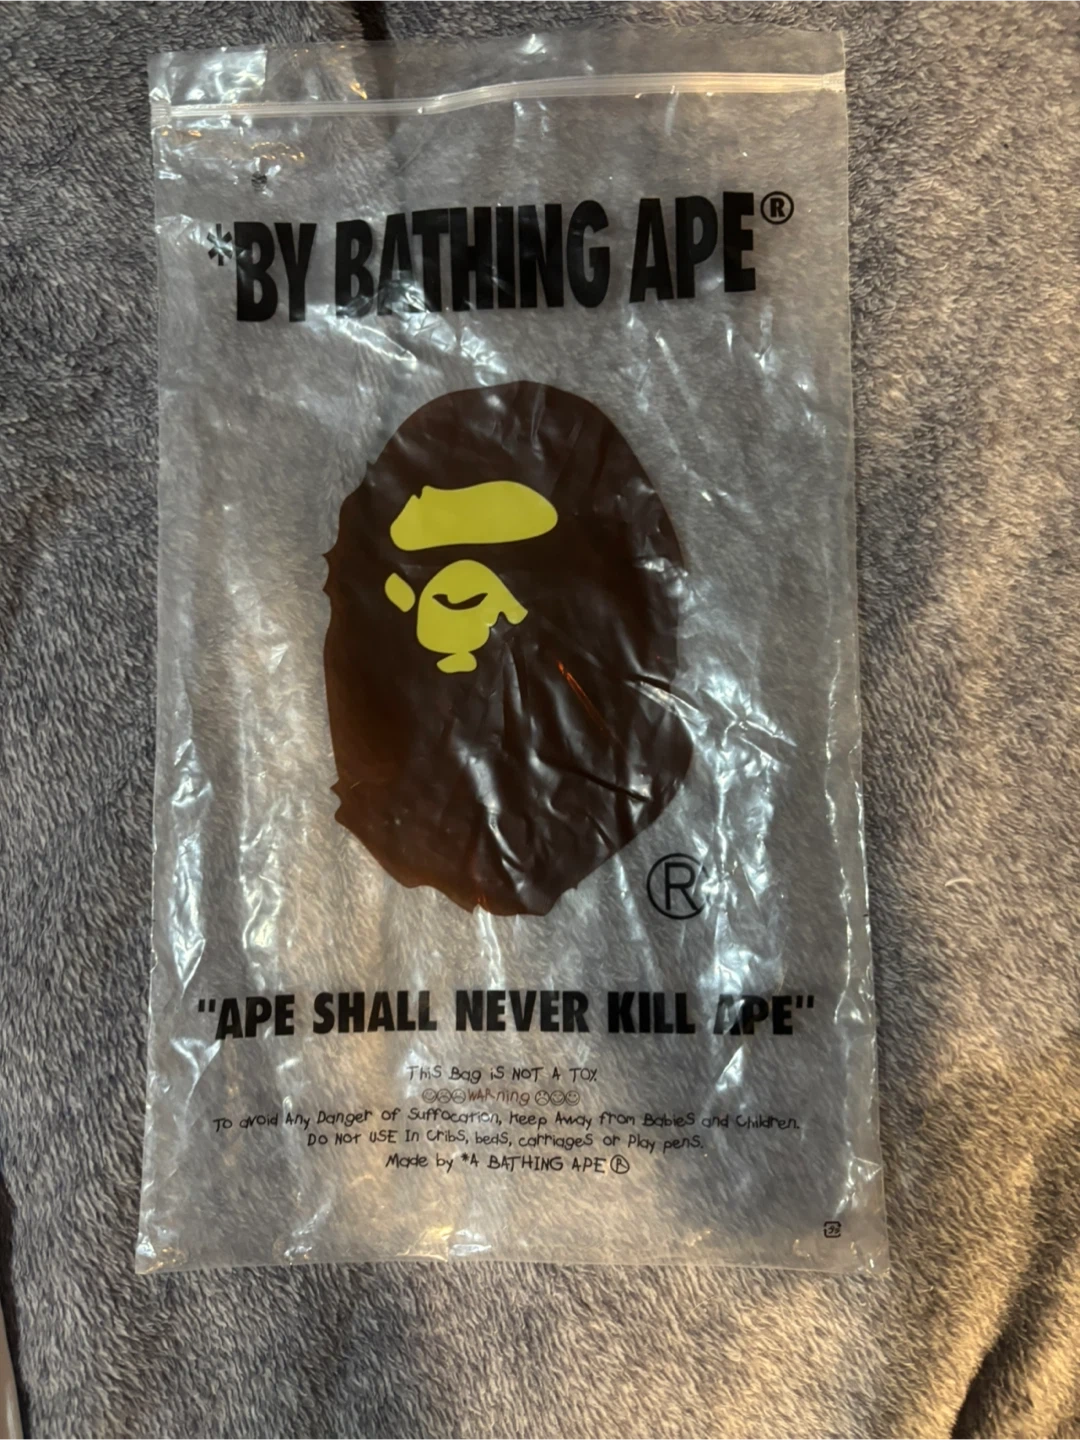 *BY BATHING APE®
®
"APE SHALL NEVER KILL APE"
THiS Bag iS NOT A TOY.
WARning
To avoid Any Danger of Suffocation, Keep Away from Babies and Children.
DO NOT USE In Cribs, beds, carriages or Play pens.
Made by *A BATHING APE®